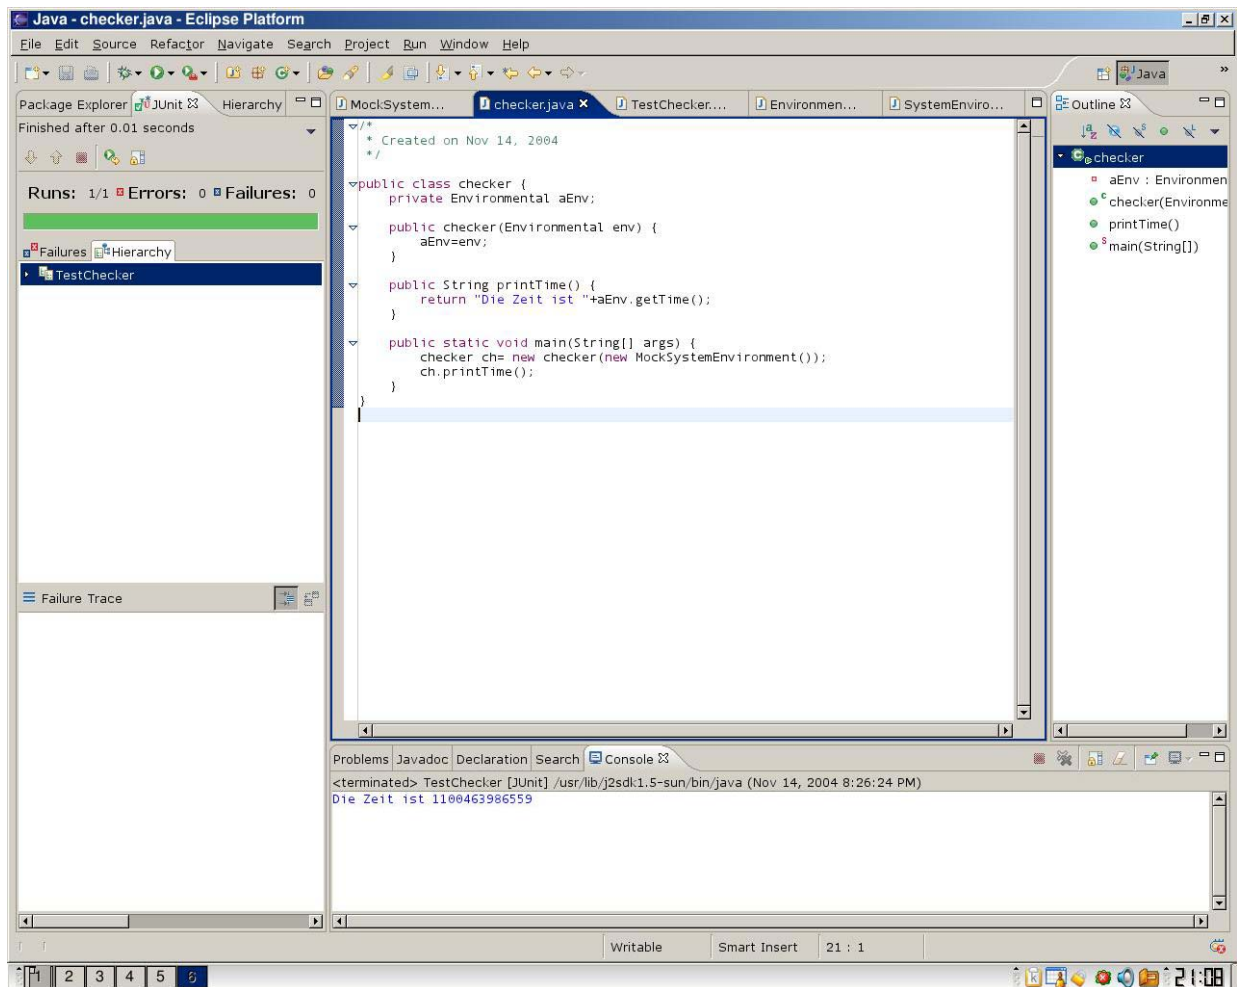 Java - checker.java - Eclipse Platform
File Edit Source Refactor Navigate Search Project Run Window Help
Java »
Package Explorer JUnit Hierarchy
Finished after 0.01 seconds
Runs: 1/1 Errors: 0 Failures: 0
Failures Hierarchy
TestChecker
Failure Trace
MockSystem... checker.java TestChecker.... Environmen... SystemEnviro...
/*
 * Created on Nov 14, 2004
 */
public class checker {
    private Environmental aEnv;
    public checker(Environmental env) {
        aEnv=env;
    }
    public String printTime() {
        return "Die Zeit ist "+aEnv.getTime();
    }
    public static void main(String[] args) {
        checker ch= new checker(new MockSystemEnvironment());
        ch.printTime();
    }
}
Outline
checker
aEnv : Environmen
checker(Environme
printTime()
main(String[])
Problems Javadoc Declaration Search Console
<terminated> TestChecker [JUnit] /usr/lib/j2sdk1.5-sun/bin/java (Nov 14, 2004 8:26:24 PM)
Die Zeit ist 1100463986559
Writable Smart Insert 21 : 1
1 2 3 4 5 6
21:08